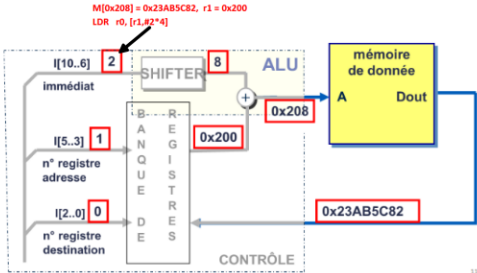 M[0x208] = 0x23AB5C82, r1 = 0x200
LDR r0, [r1,#2*4]
I[10..6]
2
immédiat
SHIFTER
8
ALU
mémoire
de donnée
A
Dout
+
0x208
I[5..3]
1
n° registre
adresse
BANQUE DE
REGISTRES
0x200
I[2..0]
0
n° registre
destination
0x23AB5C82
CONTRÔLE
31